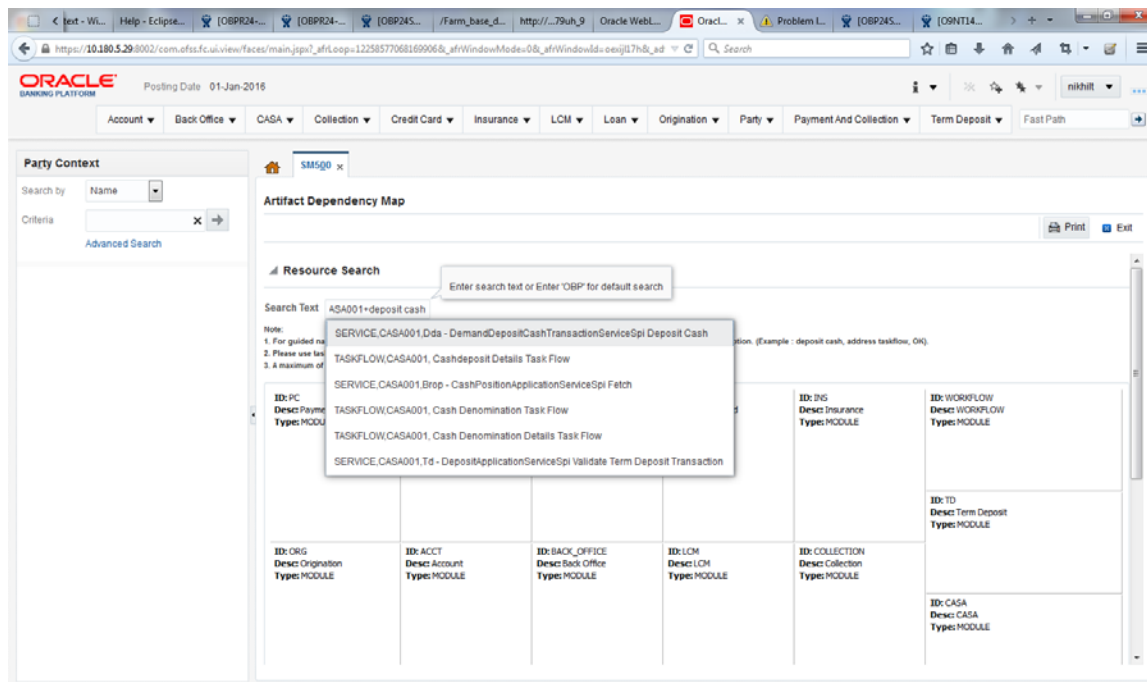 text - Wi...
Help - Eclipse...
[OBPR24-...
[OBPR24-...
[OBP24S...
/Farm_base_d...
http://...79uh_9
Oracle WebL...
Oracl...
Problem l...
[OBP24S...
[O9NT14...
https://10.180.5.29:8002/com.ofss.fc.ui.view/faces/main.jspx?_afrLoop=12258577068169906&_afrWindowMode=0&_afrWindowId=oexijl17h&_ad
Search
ORACLE
BANKING PLATFORM
Posting Date 01-Jan-2016
nikhilt
Account Back Office CASA Collection Credit Card Insurance LCM Loan Origination Party Payment And Collection Term Deposit Fast Path
Party Context
Search by Name
Criteria
Advanced Search
SM500
Artifact Dependency Map
Print Exit
Resource Search
Enter search text or Enter 'OBP' for default search
Search Text ASA001+deposit cash
Note:
1. For guided na
ption. (Example : deposit cash, address taskflow, OK).
2. Please use tas
3. A maximum of
SERVICE,CASA001,Dda - DemandDepositCashTransactionServiceSpi Deposit Cash
TASKFLOW,CASA001, Cashdeposit Details Task Flow
SERVICE,CASA001,Brop - CashPositionApplicationServiceSpi Fetch
TASKFLOW,CASA001, Cash Denomination Task Flow
TASKFLOW,CASA001, Cash Denomination Details Task Flow
SERVICE,CASA001,Td - DepositApplicationServiceSpi Validate Term Deposit Transaction
ID: PC
Desc: Payme
Type: MODU
ID: INS
Desc: Insurance
Type: MODULE
ID: WORKFLOW
Desc: WORKFLOW
Type: MODULE
ID: TD
Desc: Term Deposit
Type: MODULE
ID: ORG
Desc: Origination
Type: MODULE
ID: ACCT
Desc: Account
Type: MODULE
ID: BACK_OFFICE
Desc: Back Office
Type: MODULE
ID: LCM
Desc: LCM
Type: MODULE
ID: COLLECTION
Desc: Collection
Type: MODULE
ID: CASA
Desc: CASA
Type: MODULE